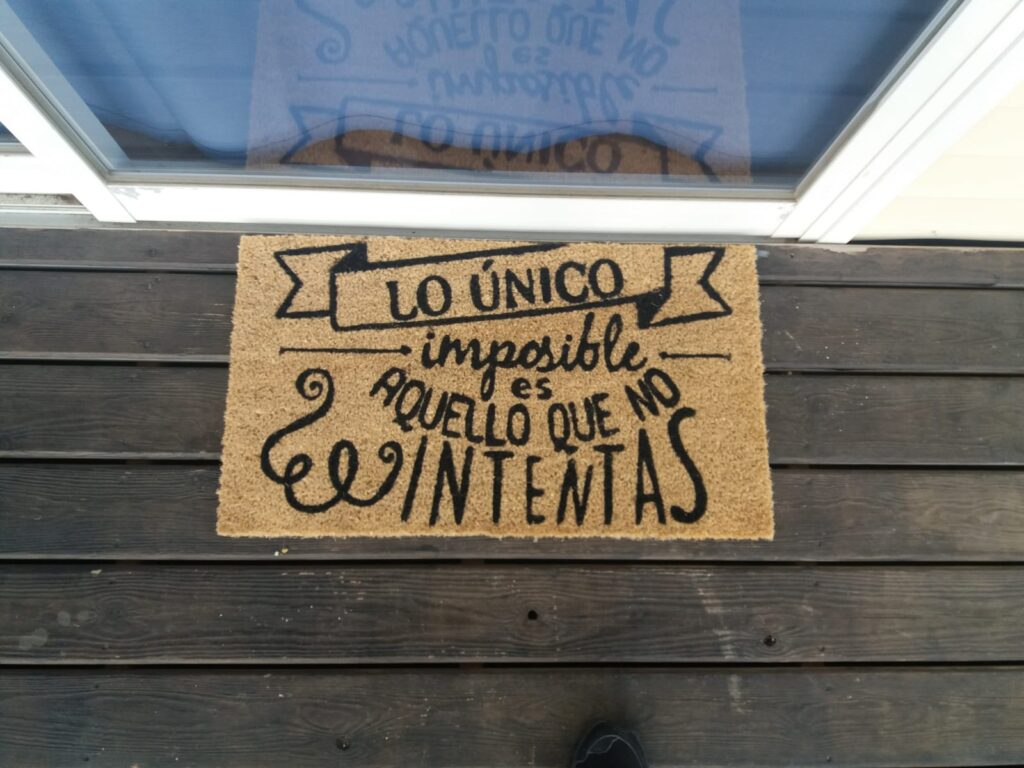 LO ÚNICO
imposible
es
AQUELLO QUE NO
INTENTAS